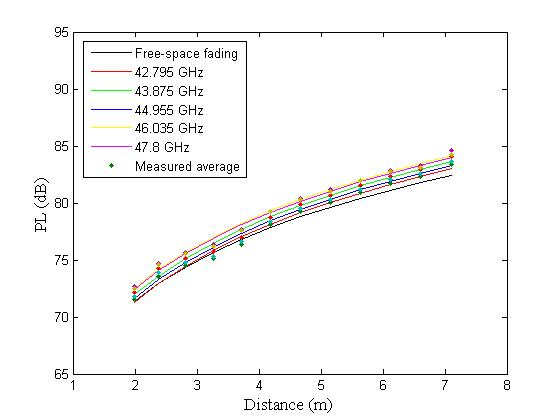 95
90
85
80
75
70
65
PL (dB)
Free-space fading
42.795 GHz
43.875 GHz
44.955 GHz
46.035 GHz
47.8 GHz
Measured average
1 2 3 4 5 6 7 8
Distance (m)